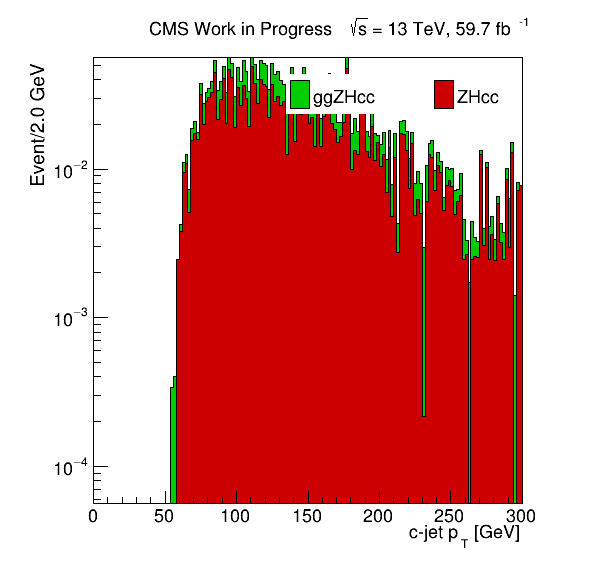 CMS Work in Progress √s = 13 TeV, 59.7 fb -1
Event/2.0 GeV
ggZHcc ZHcc
10−2
10−3
10−4
0 50 100 150 200 250 300
c-jet pT [GeV]